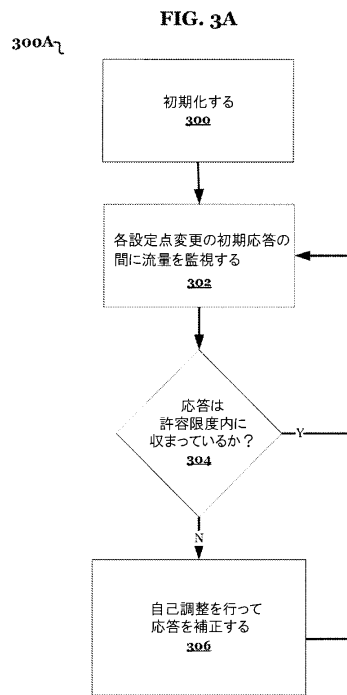 FIG. 3A
300A
初期化する
300
各設定点変更の初期応答の
間に流量を監視する
302
応答は
許容限度内に
収まっているか？
304
Y
N
自己調整を行って
応答を補正する
306